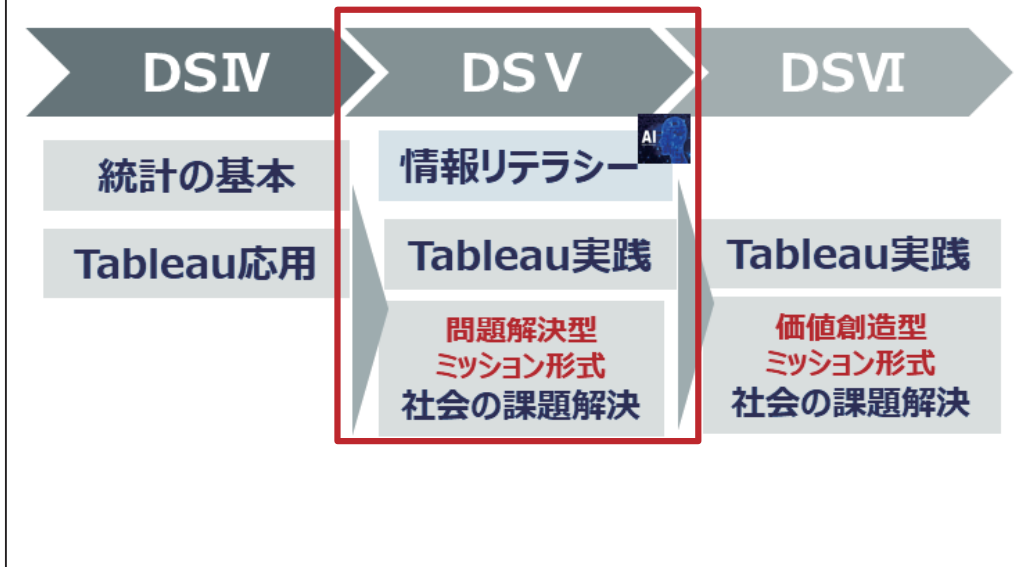 DSⅣ
DSⅤ
DSⅥ
統計の基本
Tableau応用
情報リテラシー
AI
Tableau実践
問題解決型
ミッション形式
社会の課題解決
Tableau実践
価値創造型
ミッション形式
社会の課題解決